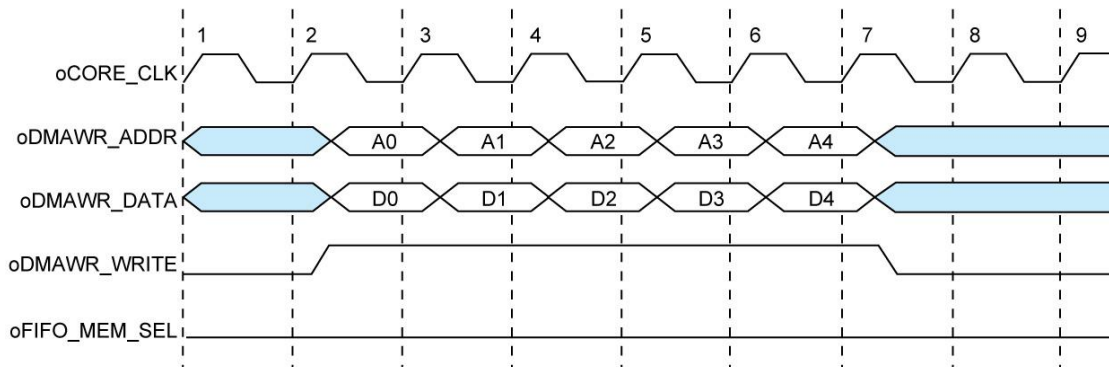 1 2 3 4 5 6 7 8 9
oCORE_CLK
oDMAWR_ADDR A0 A1 A2 A3 A4
oDMAWR_DATA D0 D1 D2 D3 D4
oDMAWR_WRITE
oFIFO_MEM_SEL